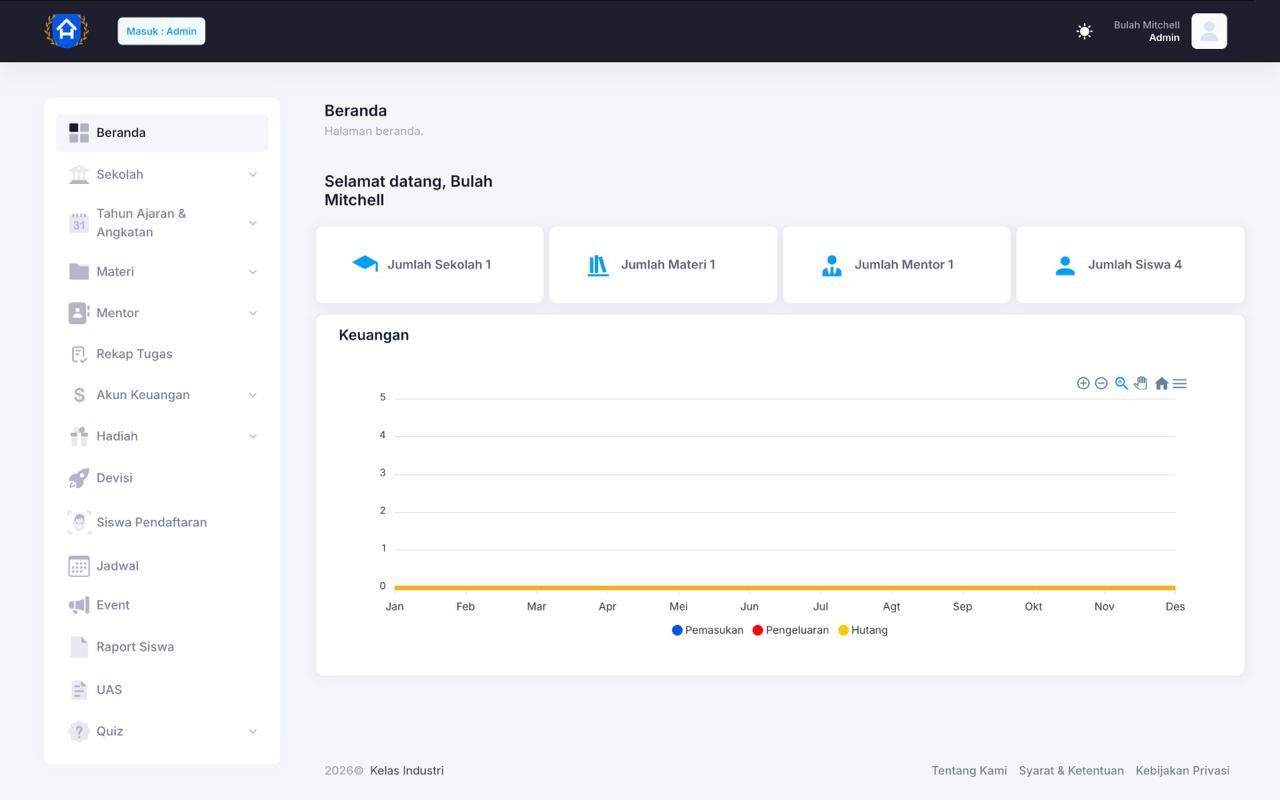 Masuk : Admin
Bulah Mitchell
Admin
Beranda
Sekolah
31
Tahun Ajaran &
Angkatan
Materi
Mentor
Rekap Tugas
Akun Keuangan
Hadiah
Devisi
Siswa Pendaftaran
Jadwal
Event
Raport Siswa
UAS
Quiz
Beranda
Halaman beranda.
Selamat datang, Bulah
Mitchell
Jumlah Sekolah 1
Jumlah Materi 1
Jumlah Mentor 1
Jumlah Siswa 4
Keuangan
5
4
3
2
1
0
Jan Feb Mar Apr Mei Jun Jul Agt Sep Okt Nov Des
Pemasukan Pengeluaran Hutang
2026© Kelas Industri
Tentang Kami Syarat & Ketentuan Kebijakan Privasi